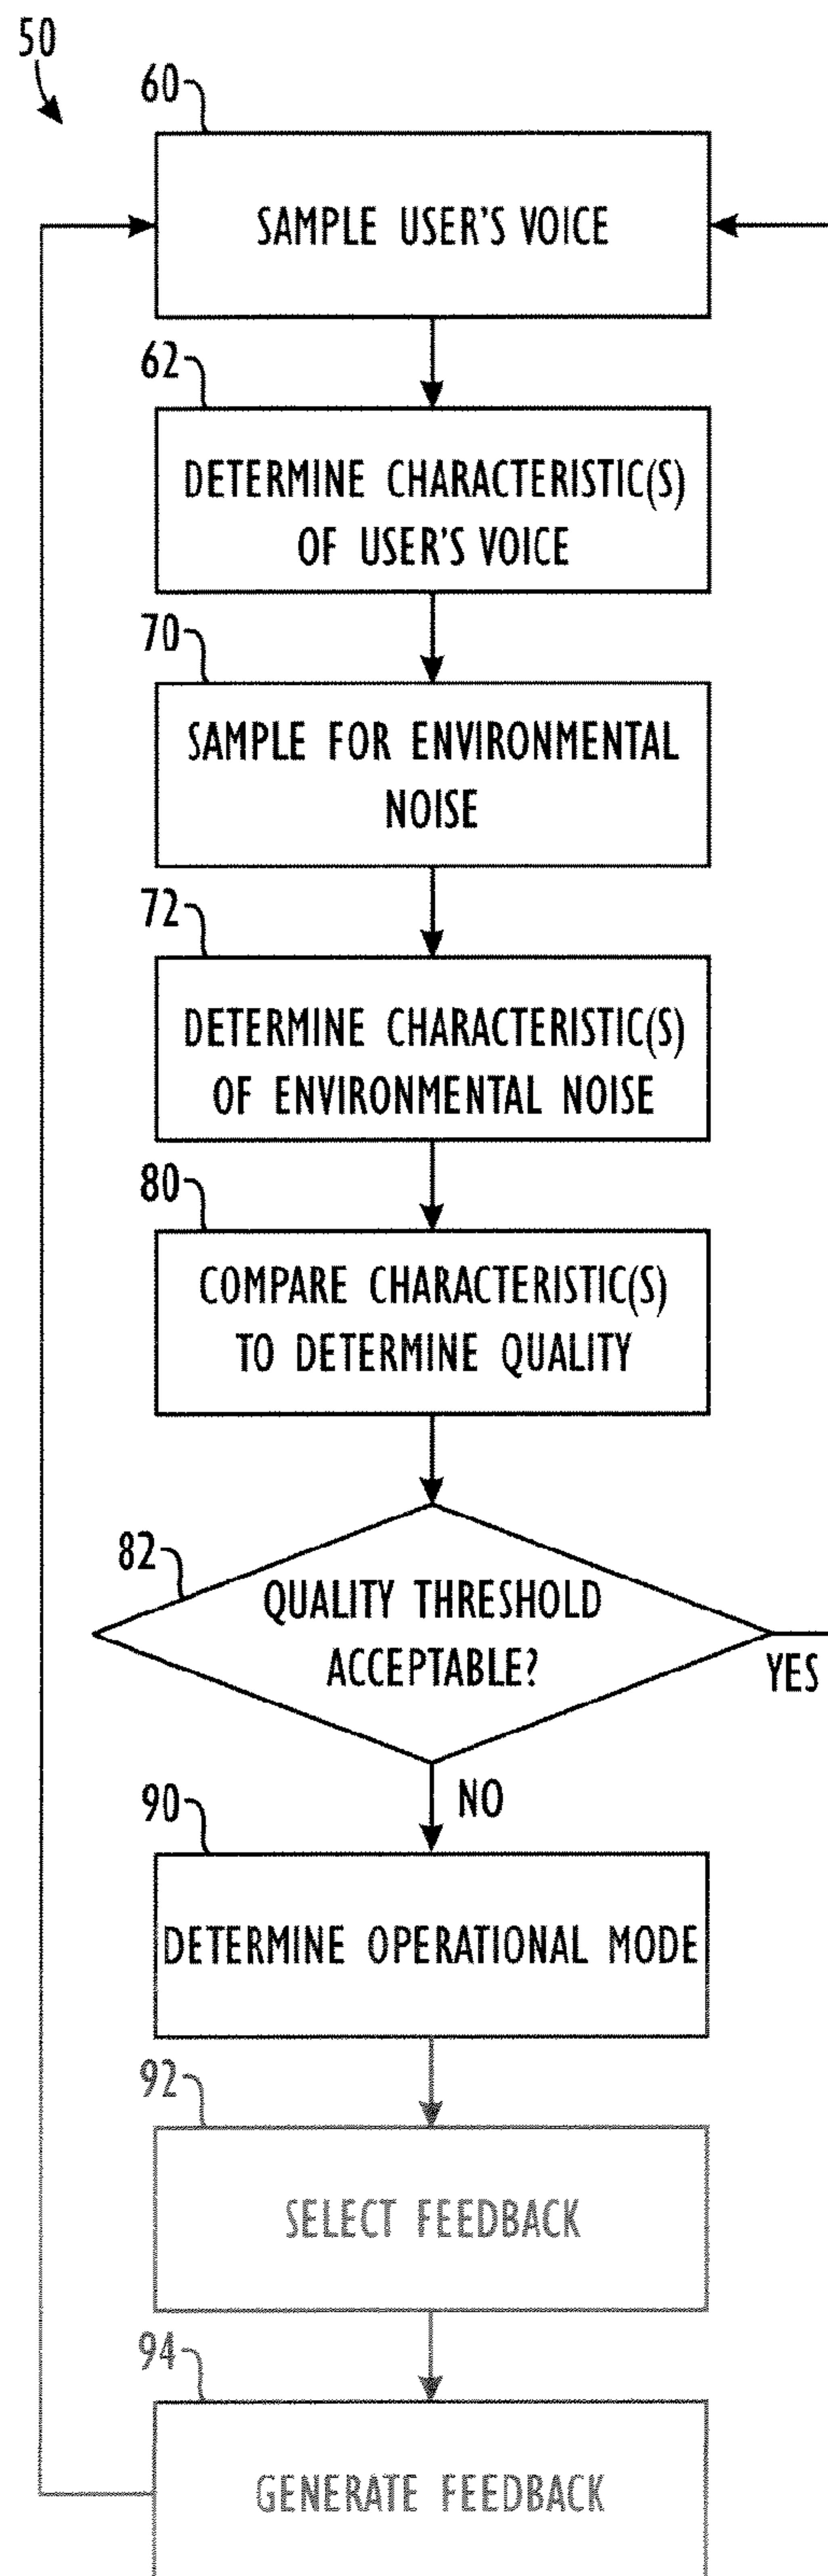 50
60
SAMPLE USER'S VOICE
62
DETERMINE CHARACTERISTIC(S)
OF USER'S VOICE
70
SAMPLE FOR ENVIRONMENTAL
NOISE
72
DETERMINE CHARACTERISTIC(S)
OF ENVIRONMENTAL NOISE
80
COMPARE CHARACTERISTIC(S)
TO DETERMINE QUALITY
82
QUALITY THRESHOLD
ACCEPTABLE?
YES
NO
90
DETERMINE OPERATIONAL MODE
92
SELECT FEEDBACK
94
GENERATE FEEDBACK